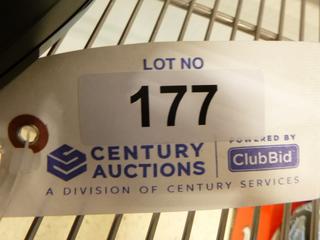 LOT NO
177
CENTURY
AUCTIONS
POWERED BY
ClubBid
A DIVISION OF CENTURY SERVICES